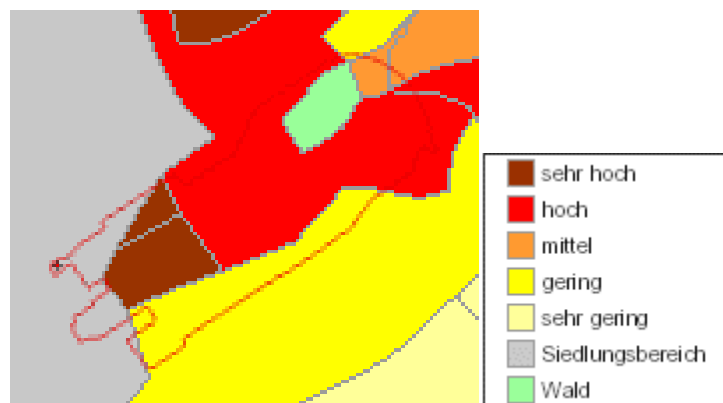 sehr hoch
hoch
mittel
gering
sehr gering
Siedlungsbereich
Wald